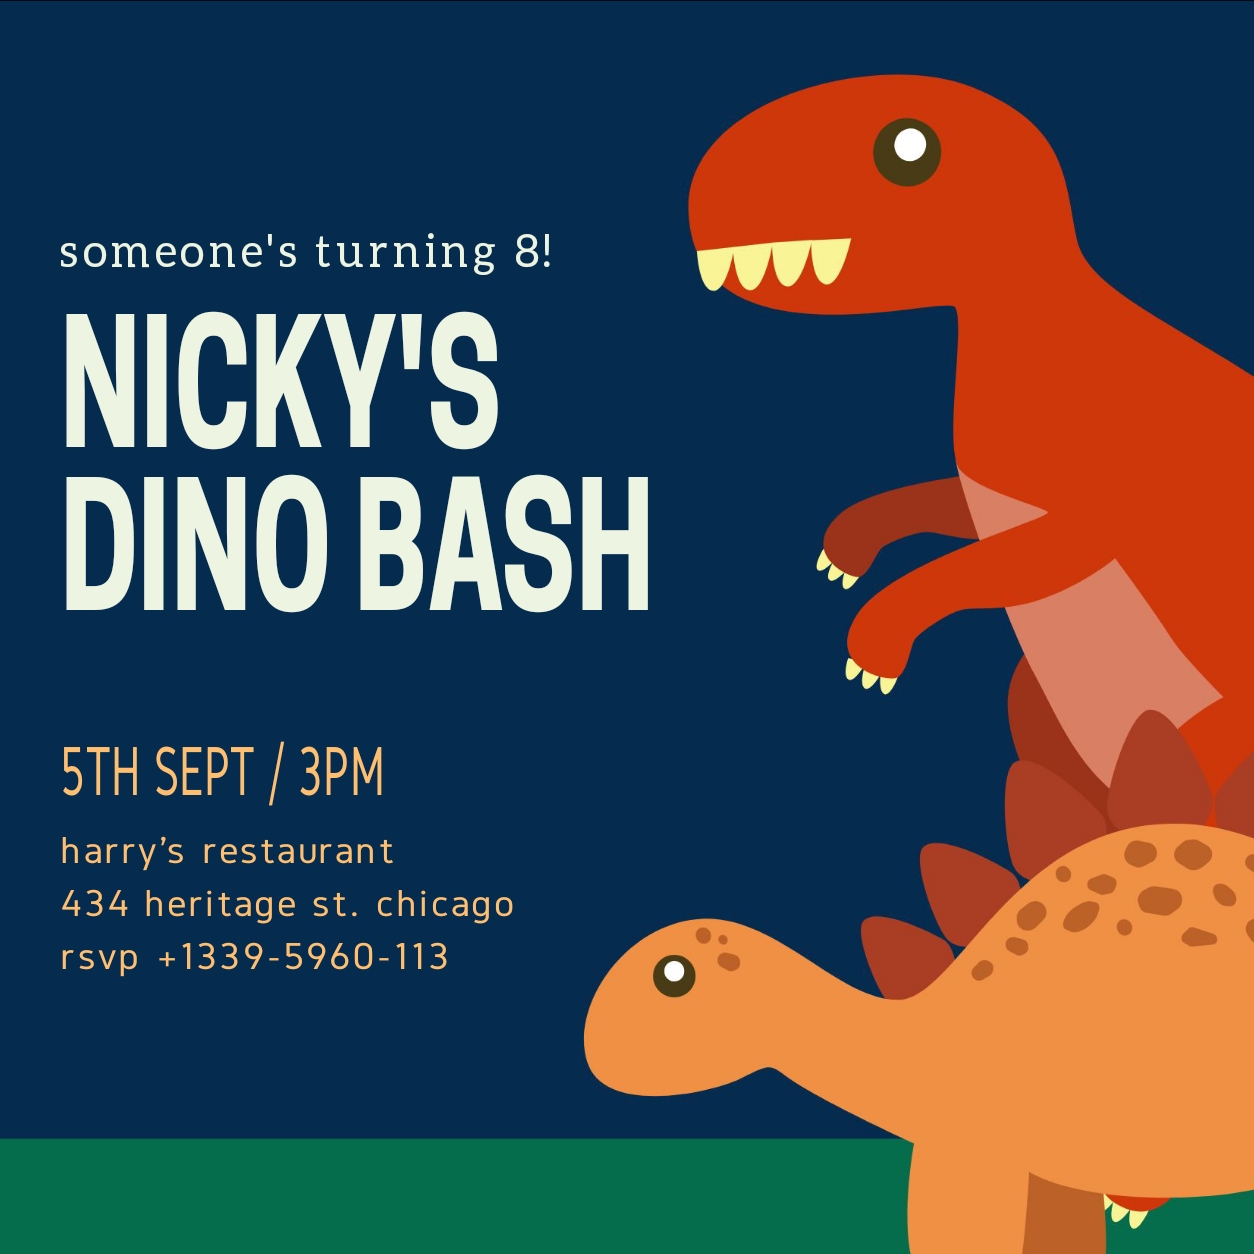 someone's turning 8!
NICKY'S
DINO BASH
5TH SEPT / 3PM
harry’s restaurant
434 heritage st. chicago
rsvp +1339-5960-113